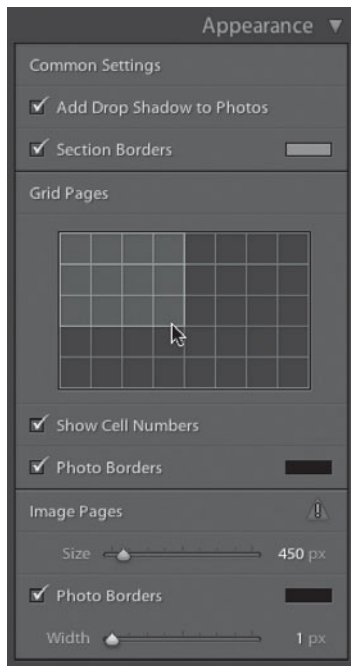 Appearance
Common Settings
Add Drop Shadow to Photos
Section Borders
Grid Pages
Show Cell Numbers
Photo Borders
Image Pages
Size 450 px
Photo Borders
Width 1 px